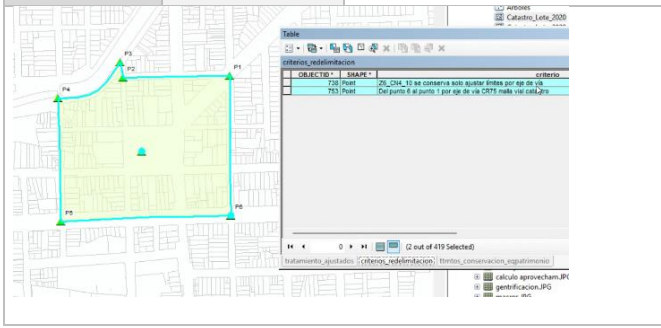 Arboles
Catastro_Lote_2020
Table
criterios_redelimitacion
OBJECTID * SHAPE * criterio
738 Point Z6_CN4_10 se conserva solo ajustar límites por eje de vía
753 Point Del punto 6 al punto 1 por eje de vía CR75 malla vial catastro
P3
P2
P1
P4
P5
P6
0
(2 out of 419 Selected)
tratamiento_ajustados criterios_redelimitacion ttmtos_conservacion_eqpatrimonio
calculo aprovecham.JPG
gentrificacion.JPG